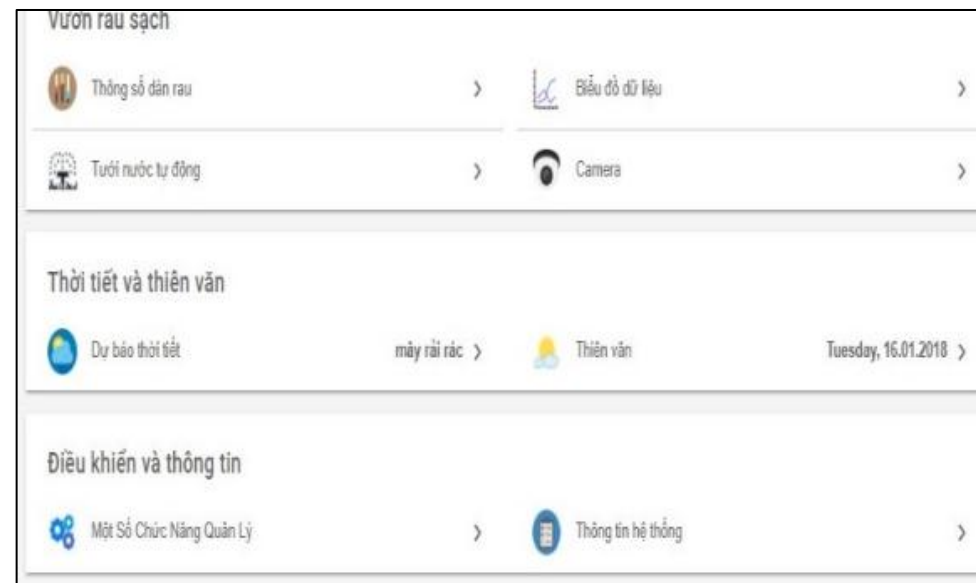 Vườn rau sạch
Thông số dàn rau
Biểu đồ dữ liệu
Tưới nước tự động
Camera
Thời tiết và thiên văn
Dự báo thời tiết mây rải rác
Thiên văn Tuesday, 16.01.2018
Điều khiển và thông tin
Một Số Chức Năng Quản Lý
Thông tin hệ thống